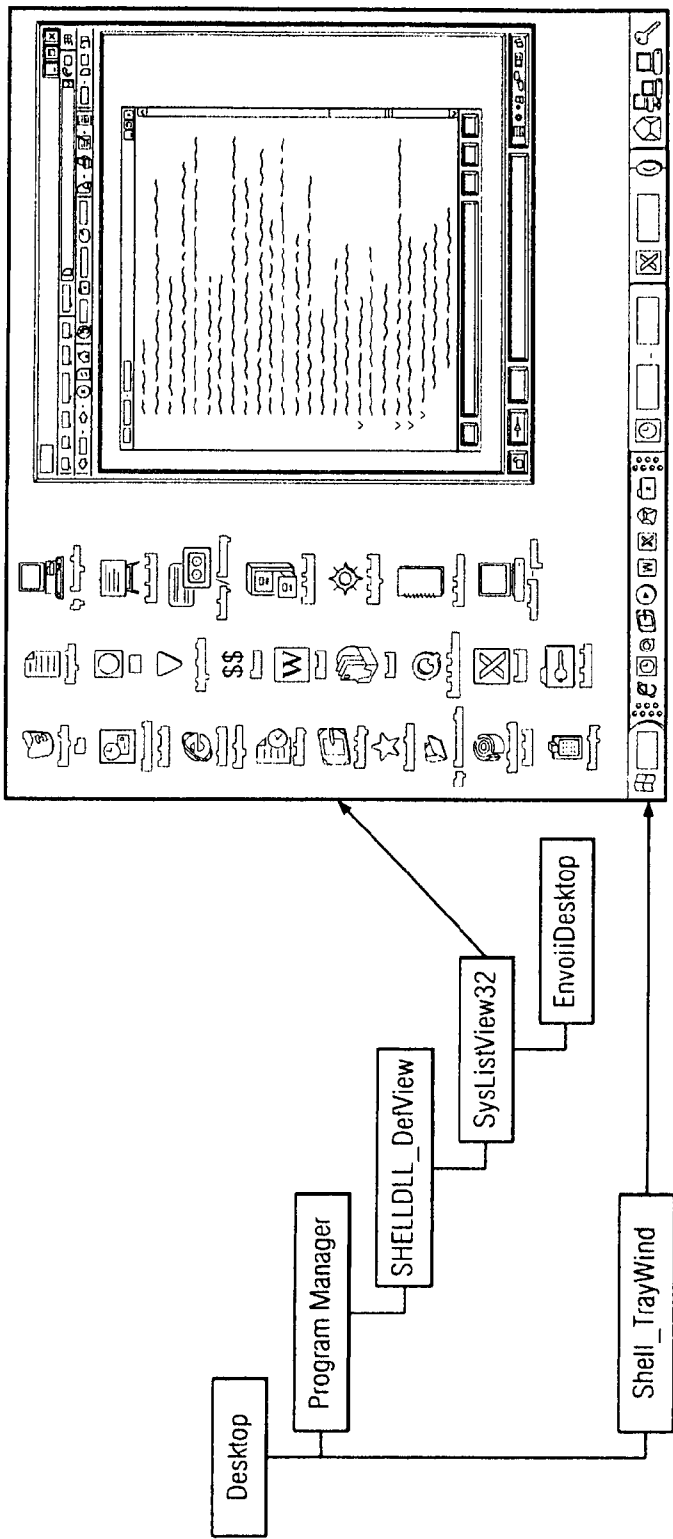 Desktop
Program Manager
SHELLDLL_DefView
SysListView32
EnvoiiDesktop
Shell_TrayWind
$$
W
X
W
X
X